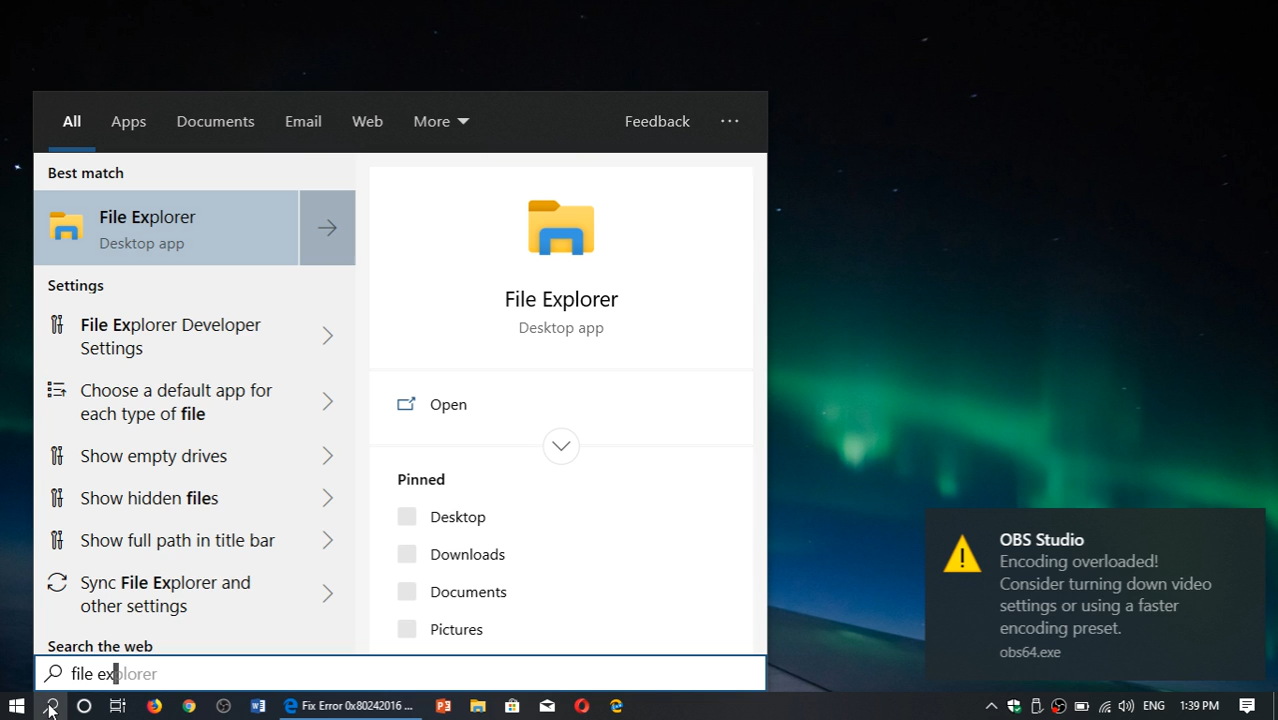 All Apps Documents Email Web More Feedback ...
Best match
File Explorer
Desktop app
Settings
File Explorer Developer
Settings
Choose a default app for
each type of file
Show empty drives
Show hidden files
Show full path in title bar
Sync File Explorer and
other settings
Search the web
file explorer
File Explorer
Desktop app
Open
Pinned
Desktop
Downloads
Documents
Pictures
OBS Studio
Encoding overloaded!
Consider turning down video
settings or using a faster
encoding preset.
obs64.exe
Fix Error 0x80242016 ...
ENG 1:39 PM